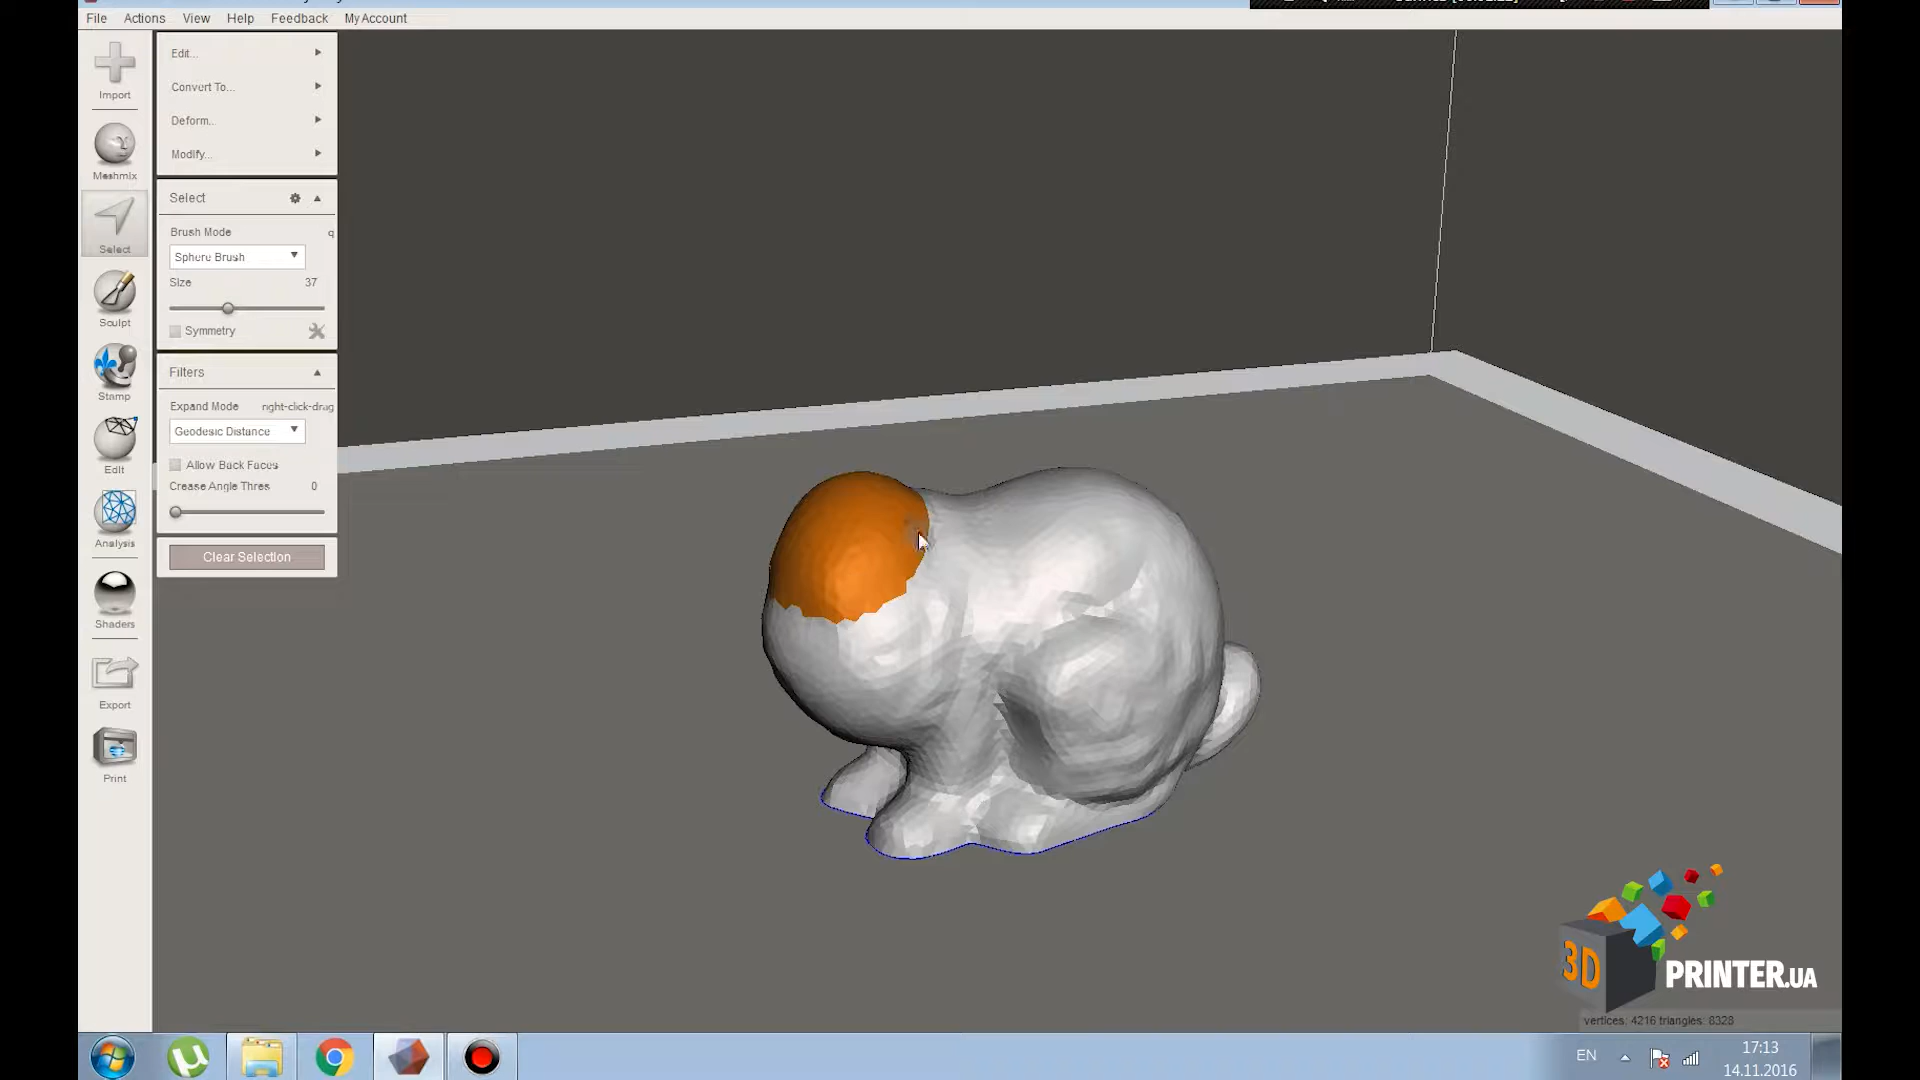 File Actions View Help Feedback My Account
Import
Meshmix
Select
Sculpt
Stamp
Edit
Analysis
Shaders
Export
Print
Edit...
Convert To...
Deform...
Modify...
Select
Brush Mode q
Sphere Brush
Size 37
Symmetry
Filters
Expand Mode right-click-drag
Geodesic Distance
Allow Back Faces
Crease Angle Thres 0
Clear Selection
3D PRINTER.UA
vertices: 4216 triangles: 8328
EN
17:13
14.11.2016